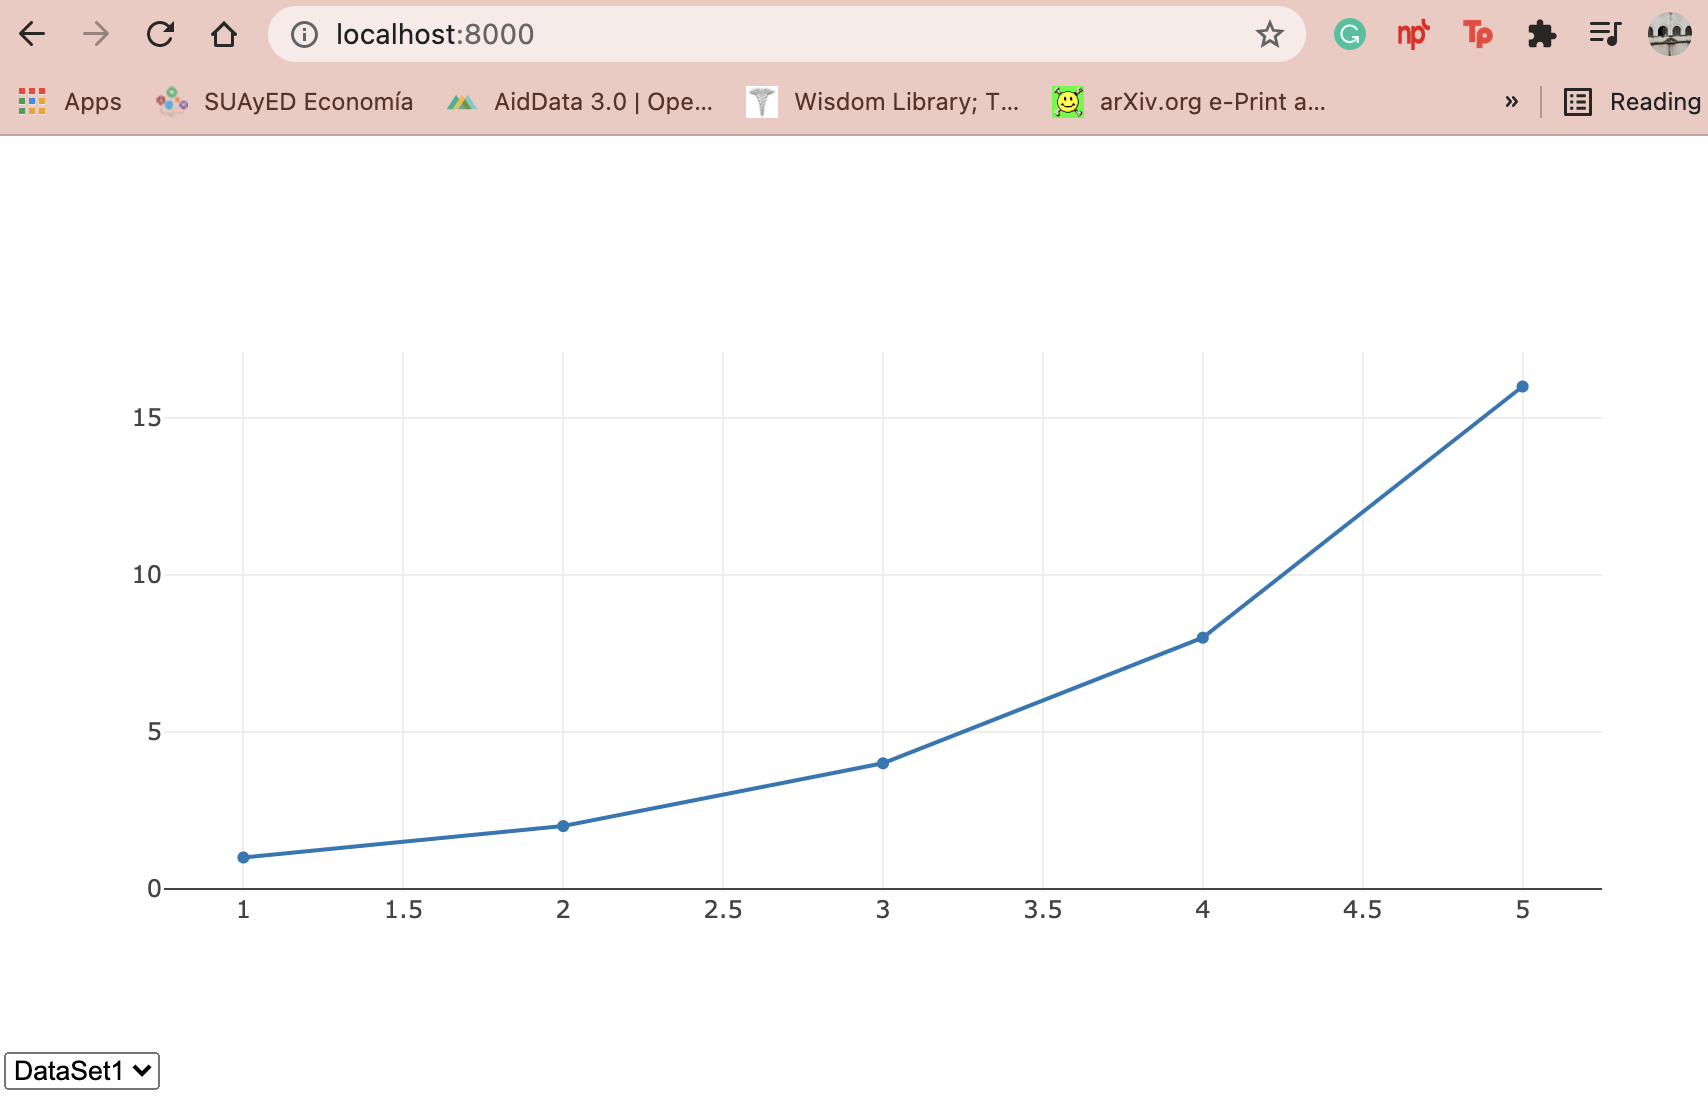 localhost:8000
np
Tp
Apps SUAyED Economía AidData 3.0 | Ope... Wisdom Library; T... arXiv.org e-Print a... » Reading
15
10
5
0
1 1.5 2 2.5 3 3.5 4 4.5 5
DataSet1